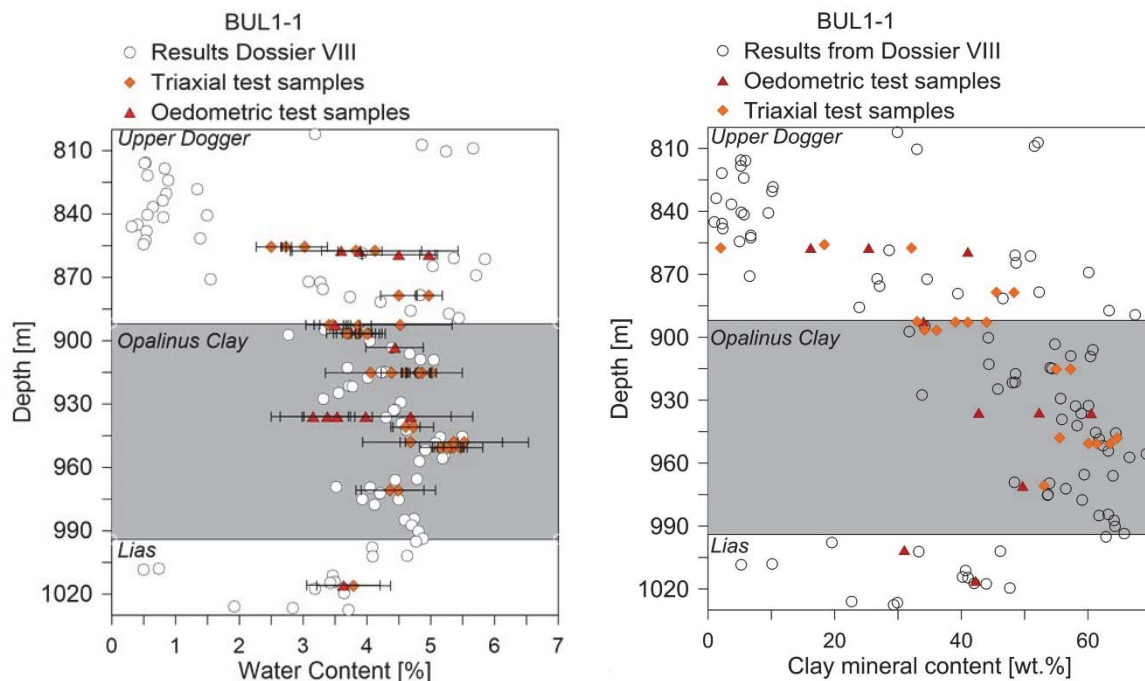 BUL1-1
Results Dossier VIII
Triaxial test samples
Oedometric test samples
Upper Dogger
Opalinus Clay
Lias
810
840
870
900
930
960
990
1020
Depth [m]
0 1 2 3 4 5 6 7
Water Content [%]
BUL1-1
Results from Dossier VIII
Oedometric test samples
Triaxial test samples
Upper Dogger
Opalinus Clay
Lias
810
840
870
900
930
960
990
1020
Depth [m]
0 20 40 60
Clay mineral content [wt.%]